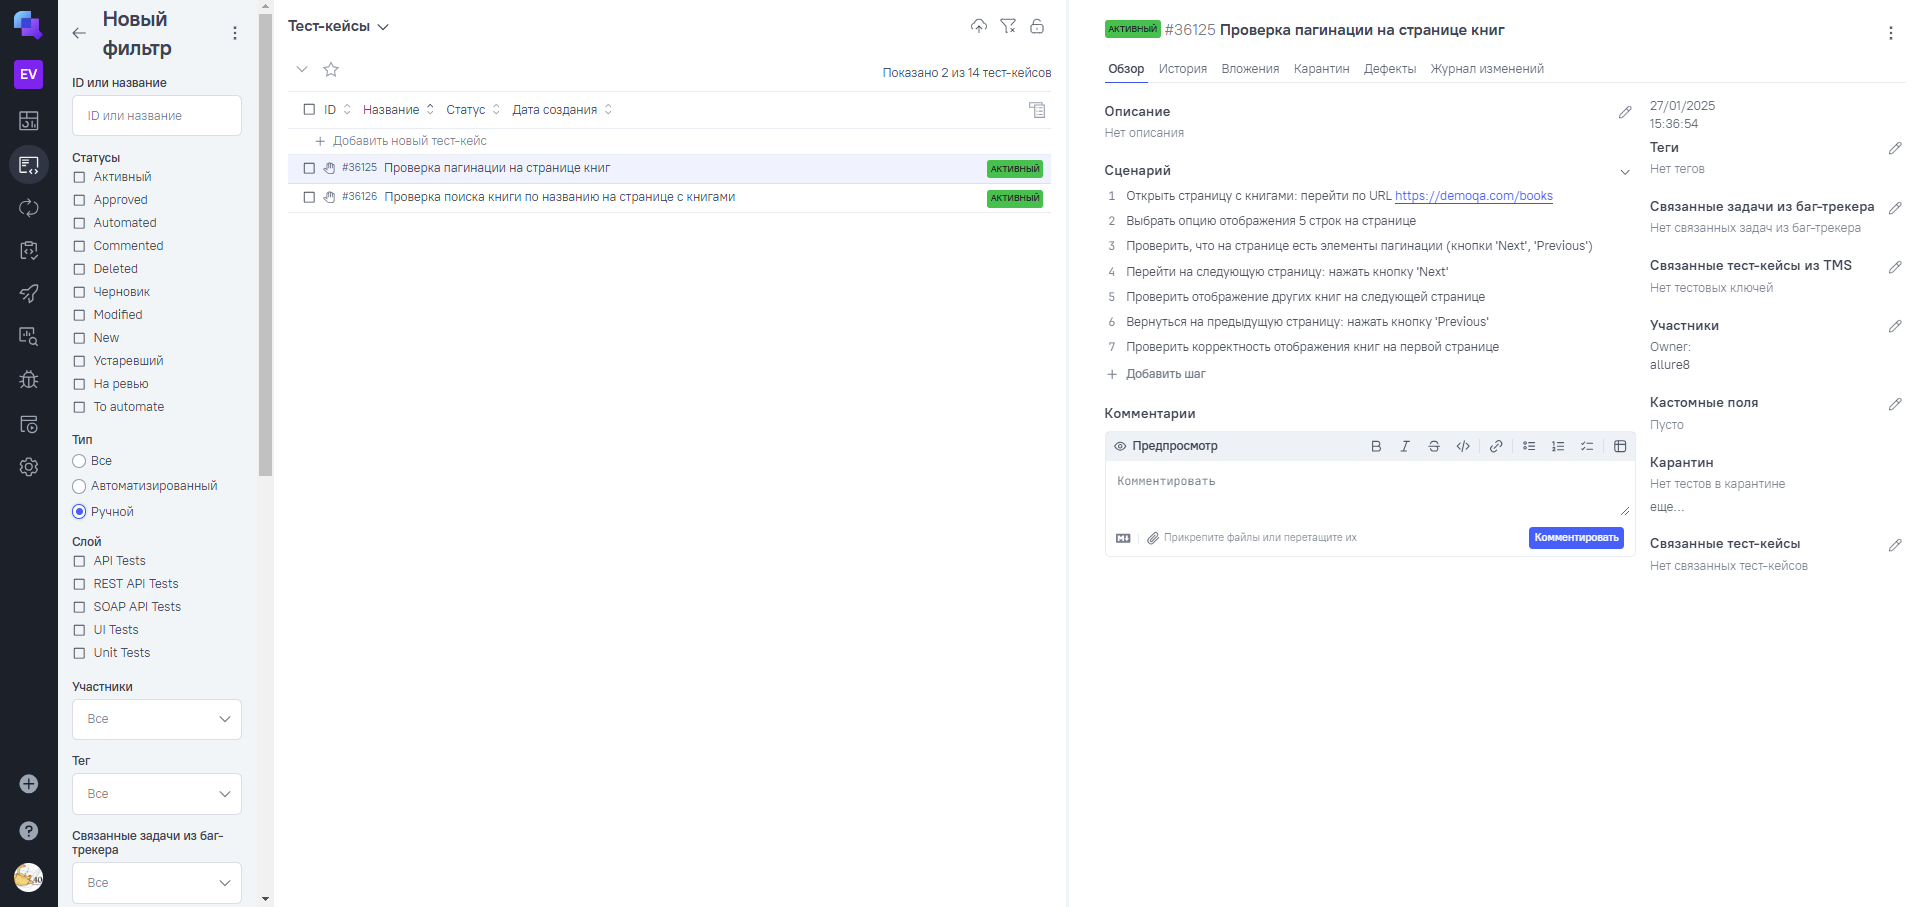 EV
Новый
фильтр
ID или название
ID или название
Статусы
Активный
Approved
Automated
Commented
Deleted
Черновик
Modified
New
Устаревший
На ревью
To automate
Тип
Все
Автоматизированный
Ручной
Слой
API Tests
REST API Tests
SOAP API Tests
UI Tests
Unit Tests
Участники
Все
Тег
Все
Связанные задачи из баг-
трекера
Все
Тест-кейсы
Показано 2 из 14 тест-кейсов
ID Название Статус Дата создания
Добавить новый тест-кейс
#36125 Проверка пагинации на странице книг АКТИВНЫЙ
#36126 Проверка поиска книги по названию на странице с книгами АКТИВНЫЙ
АКТИВНЫЙ #36125 Проверка пагинации на странице книг
Обзор История Вложения Карантин Дефекты Журнал изменений
Описание
Нет описания
Сценарий
1 Открыть страницу с книгами: перейти по URL https://demoqa.com/books
2 Выбрать опцию отображения 5 строк на странице
3 Проверить, что на странице есть элементы пагинации (кнопки 'Next', 'Previous')
4 Перейти на следующую страницу: нажать кнопку 'Next'
5 Проверить отображение других книг на следующей странице
6 Вернуться на предыдущую страницу: нажать кнопку 'Previous'
7 Проверить корректность отображения книг на первой странице
Добавить шаг
Комментарии
Предпросмотр
Комментировать
Прикрепите файлы или перетащите их
Комментировать
27/01/2025
15:36:54
Теги
Нет тегов
Связанные задачи из баг-трекера
Нет связанных задач из баг-трекера
Связанные тест-кейсы из TMS
Нет тестовых ключей
Участники
Owner:
allure8
Кастомные поля
Пусто
Карантин
Нет тестов в карантине
еще...
Связанные тест-кейсы
Нет связанных тест-кейсов